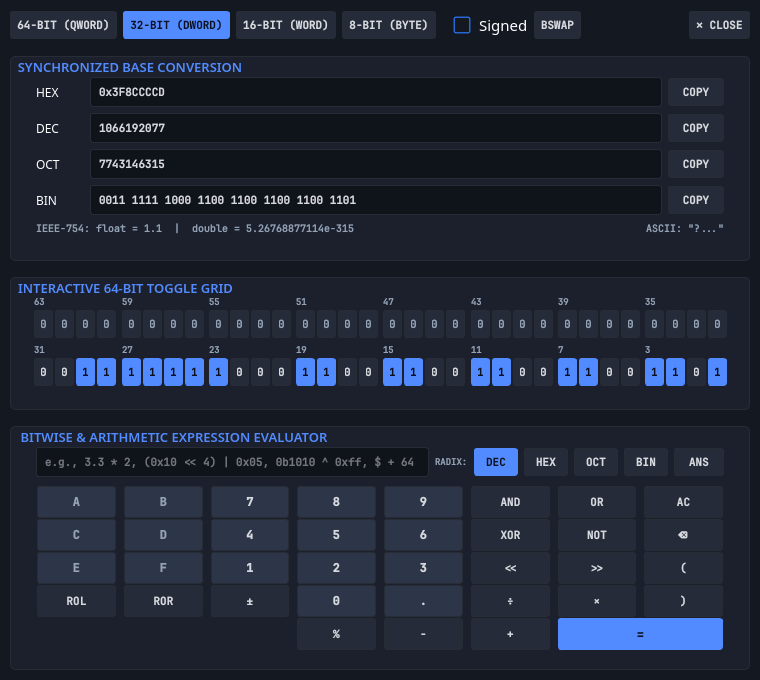 64-BIT (QWORD) 32-BIT (DWORD) 16-BIT (WORD) 8-BIT (BYTE) Signed BSWAP × CLOSE
SYNCHRONIZED BASE CONVERSION
HEX 0x3F8CCCCD COPY
DEC 1066192077 COPY
OCT 7743146315 COPY
BIN 0011 1111 1000 1100 1100 1100 1100 1101 COPY
IEEE-754: float = 1.1 | double = 5.26768877114e-315 ASCII: "?..."
INTERACTIVE 64-BIT TOGGLE GRID
63 59 55 51 47 43 39 35
0 0 0 0 0 0 0 0 0 0 0 0 0 0 0 0 0 0 0 0 0 0 0 0 0 0 0 0 0 0 0 0
31 27 23 19 15 11 7 3
0 0 1 1 1 1 1 1 1 0 0 0 1 1 0 0 1 1 0 0 1 1 0 0 1 1 0 0 1 1 0 1
BITWISE & ARITHMETIC EXPRESSION EVALUATOR
e.g., 3.3 * 2, (0x10 << 4) | 0x05, 0b1010 ^ 0xff, $ + 64 RADIX: DEC HEX OCT BIN ANS
A B 7 8 9 AND OR AC
C D 4 5 6 XOR NOT ⌫
E F 1 2 3 << >> (
ROL ROR ± 0 . ÷ × )
% - + =